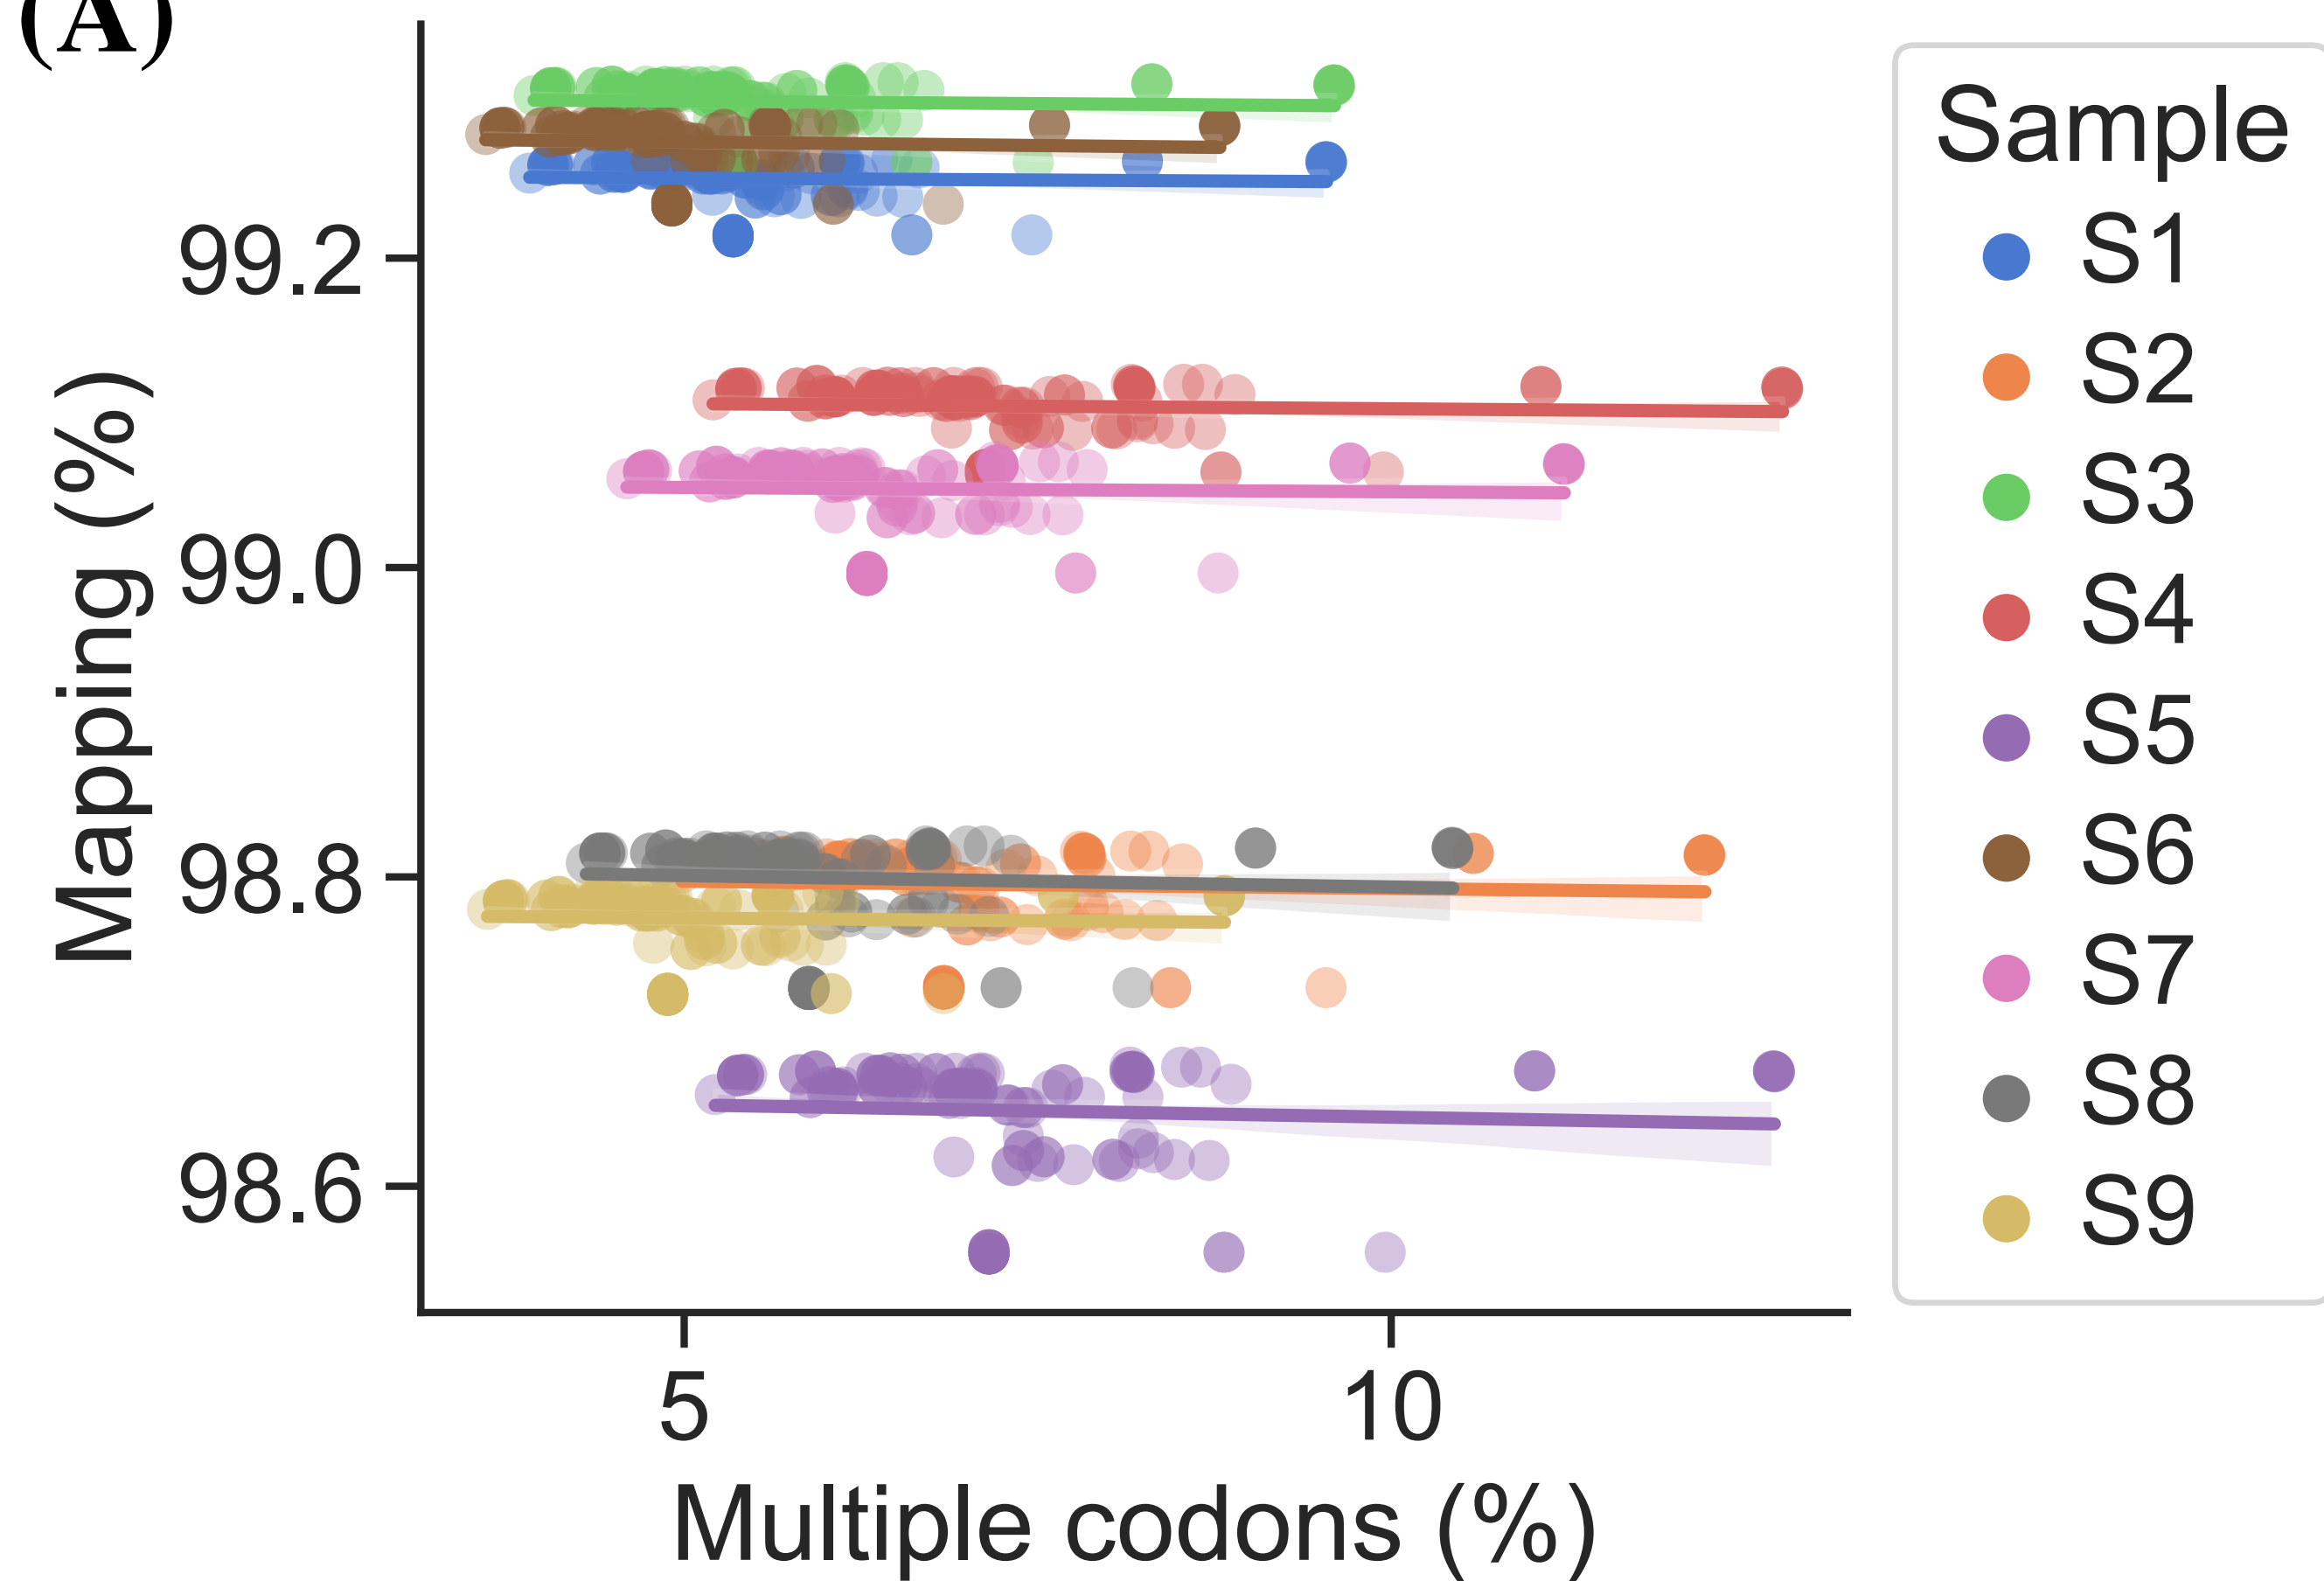 (A)
Mapping (%)
99.2
99.0
98.8
98.6
5
10
Multiple codons (%)
Sample
S1
S2
S3
S4
S5
S6
S7
S8
S9